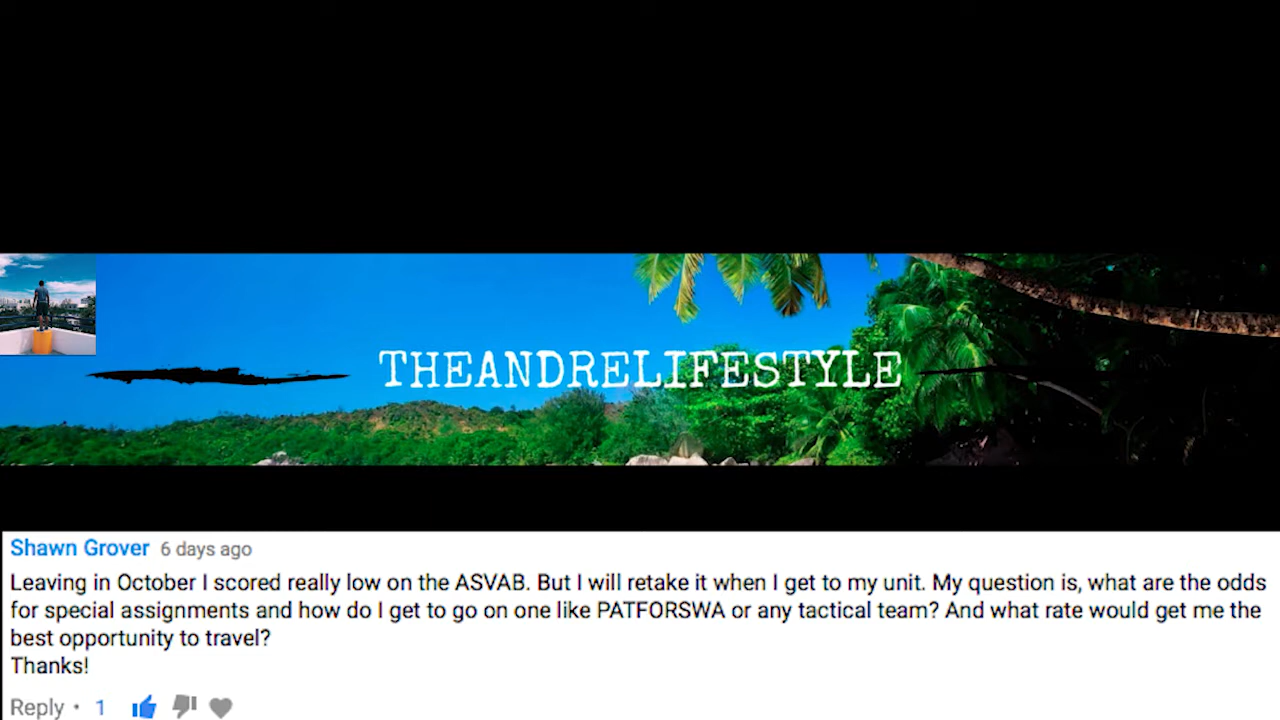 THEANDRELIFESTYLE
Shawn Grover 6 days ago
Leaving in October I scored really low on the ASVAB. But I will retake it when I get to my unit. My question is, what are the odds
for special assignments and how do I get to go on one like PATFORSWA or any tactical team? And what rate would get me the
best opportunity to travel?
Thanks!
Reply • 1